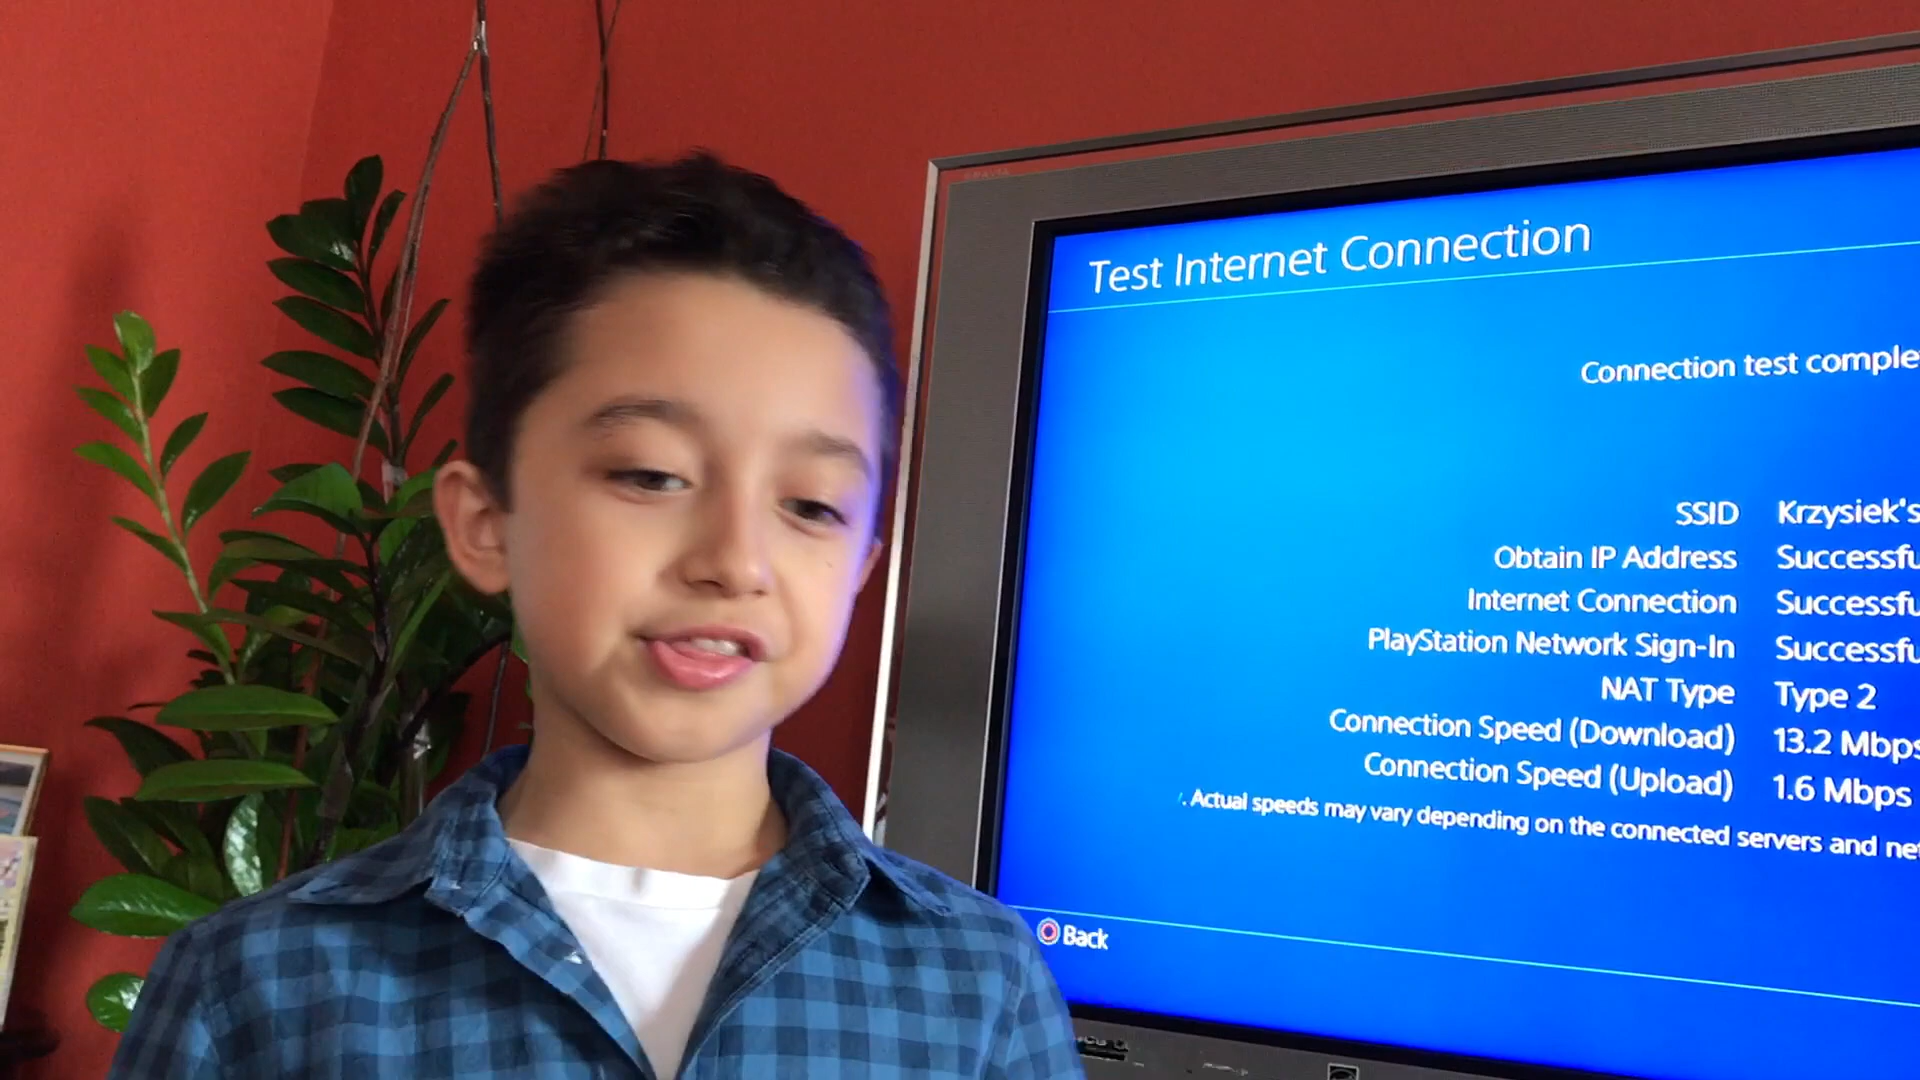 Test Internet Connection
Connection test comple
SSID Krzysiek's
Obtain IP Address Successfu
Internet Connection Successfu
PlayStation Network Sign-In Successfu
NAT Type Type 2
Connection Speed (Download) 13.2 Mbps
Connection Speed (Upload) 1.6 Mbps
. Actual speeds may vary depending on the connected servers and net
Back